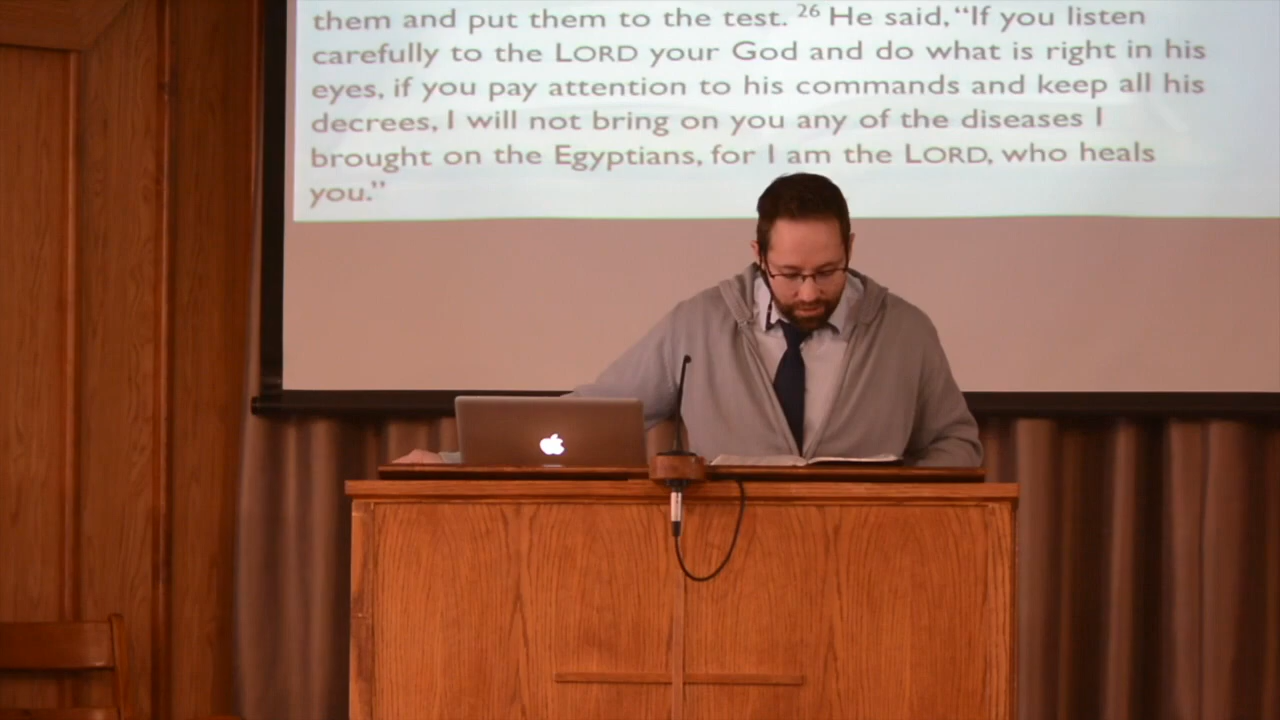 them and put them to the test. 26 He said, “If you listen
carefully to the LORD your God and do what is right in his
eyes, if you pay attention to his commands and keep all his
decrees, I will not bring on you any of the diseases I
brought on the Egyptians, for I am the LORD, who heals
you.”